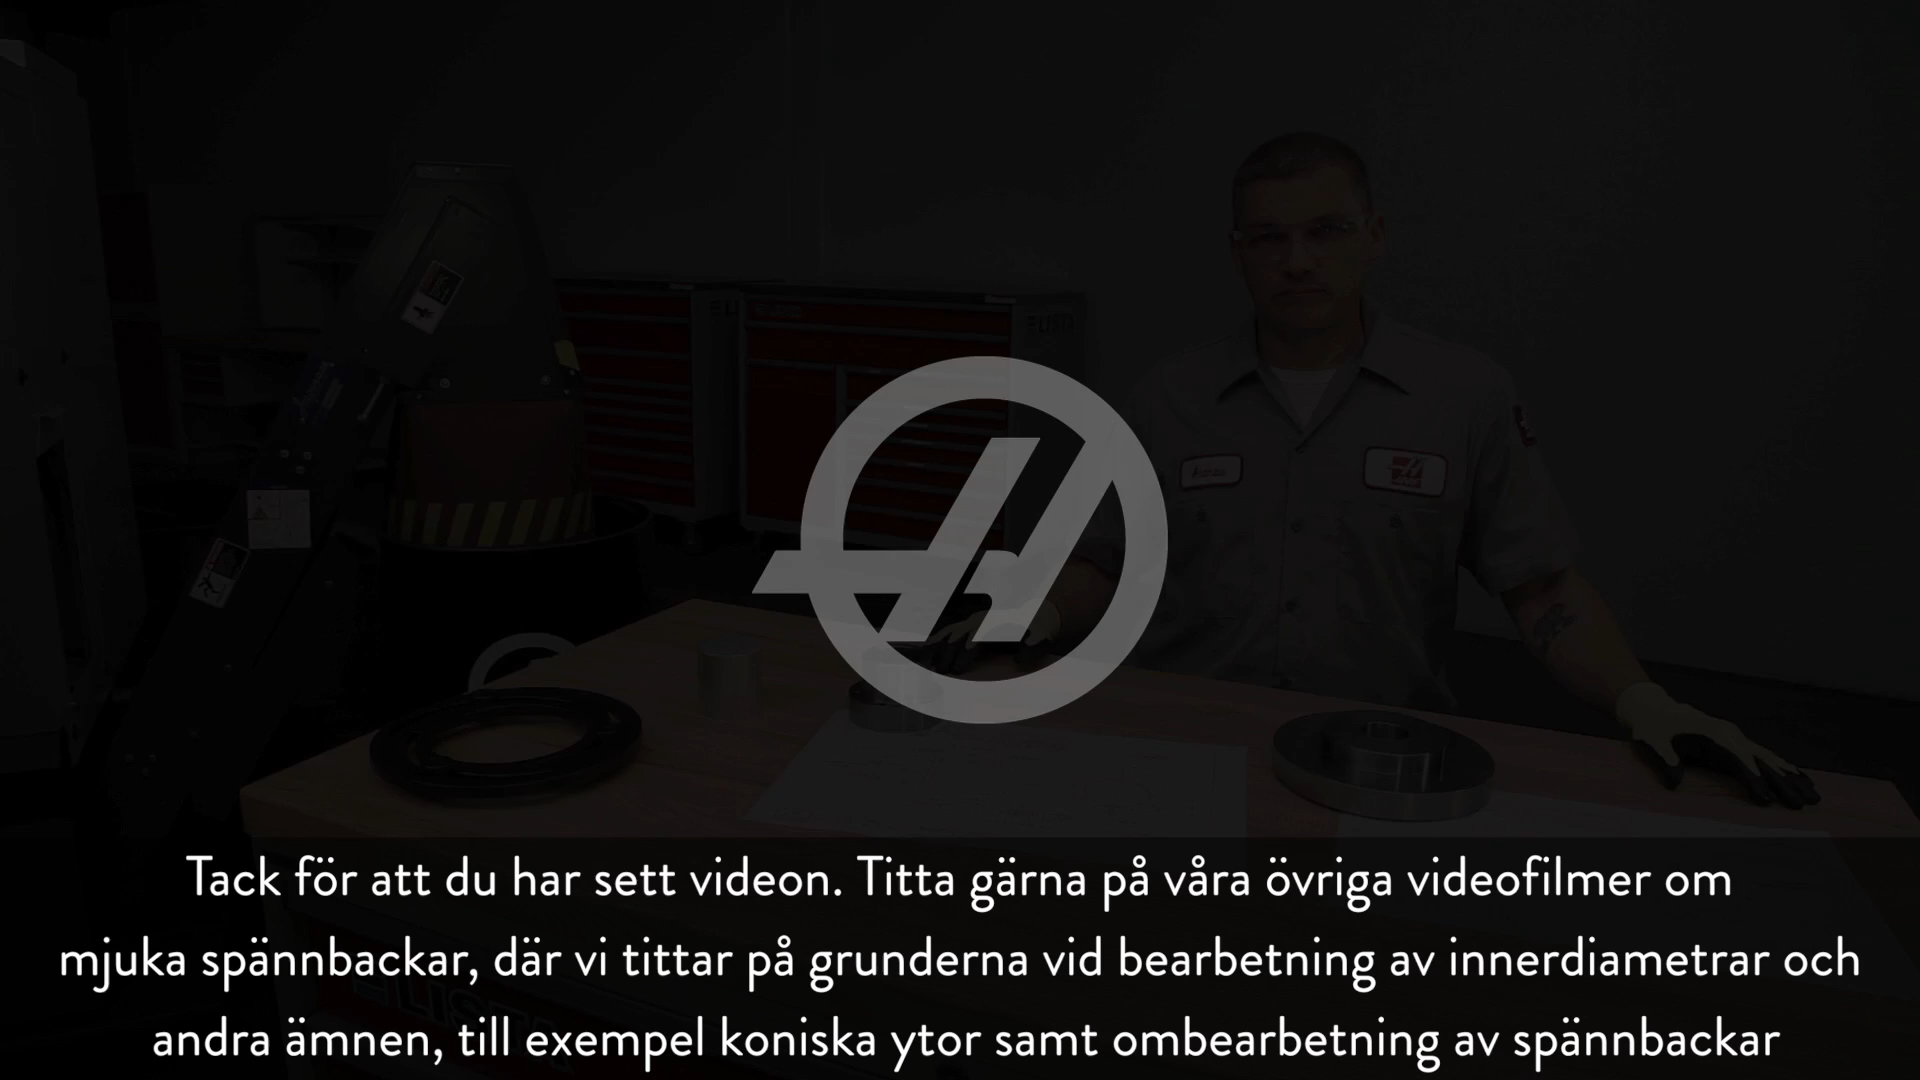 LISTA
Tack för att du har sett videon. Titta gärna på våra övriga videofilmer om
mjuka spännbackar, där vi tittar på grunderna vid bearbetning av innerdiametrar och
andra ämnen, till exempel koniska ytor samt ombearbetning av spännbackar